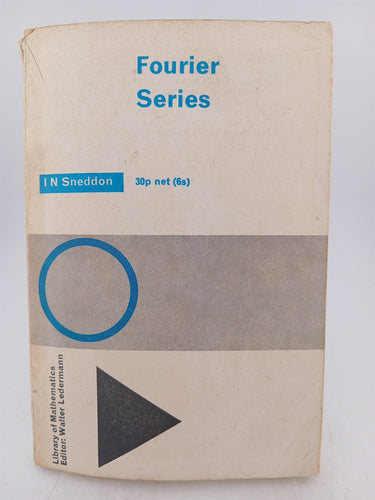 Fourier
Series
I N Sneddon
30p net (6s)
Library of Mathematics
Editor: Walter Ledermann